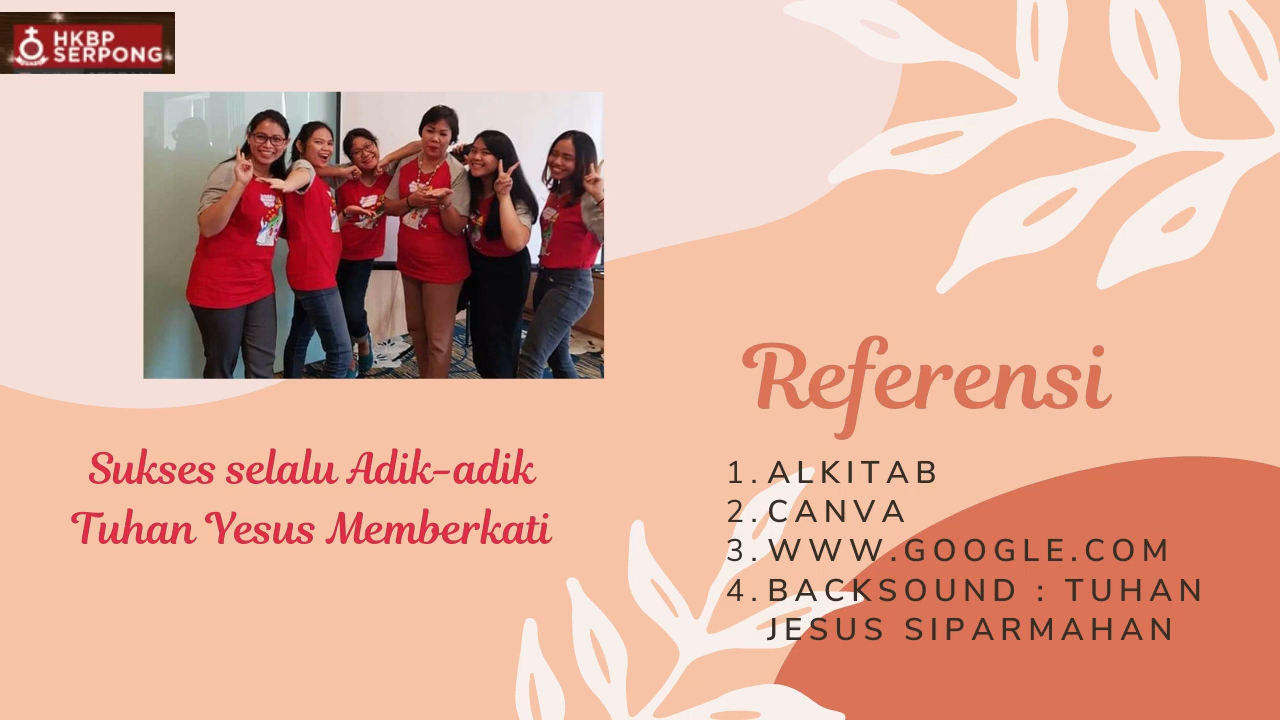 HKBP
SERPONG
Sukses selalu Adik-adik
Tuhan Yesus Memberkati
Referensi
1. ALKITAB
2. CANVA
3. WWW.GOOGLE.COM
4. BACKSOUND : TUHAN
JESUS SIPARMAHAN